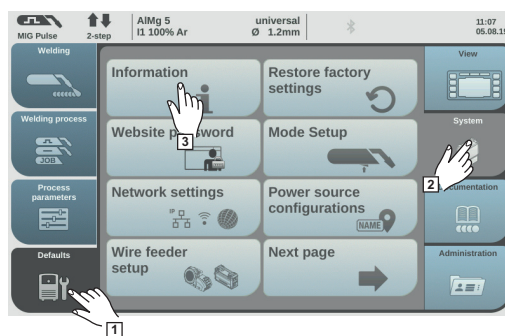 MIG Pulse
2-step
AlMg 5
I1 100% Ar
universal
Ø 1.2mm
11:07
05.08.19
Welding
Welding process
JOB
Process
parameters
Defaults
Information
Restore factory
settings
Website password
Mode Setup
Network settings
IP
Power source
configurations
NAME
Wire feeder
setup
Next page
View
System
Documentation
Administration
1
2
3